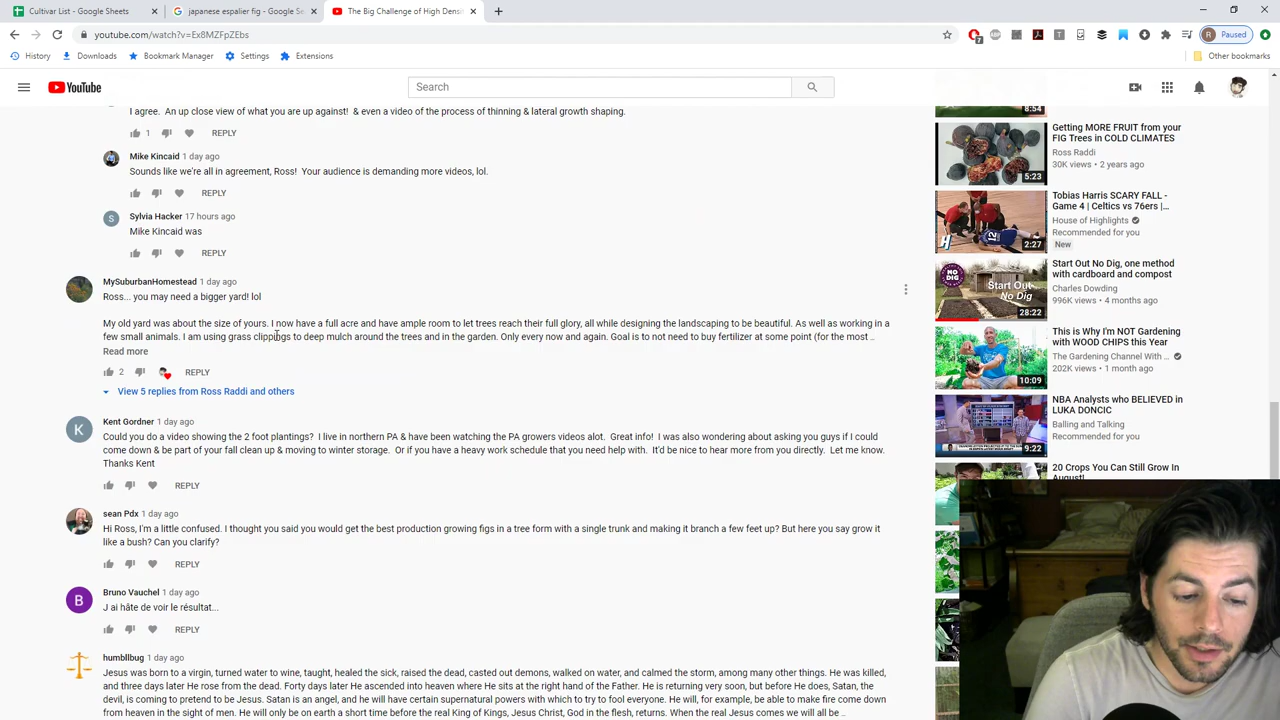 Cultivar List - Google Sheets
japanese espalier fig - Google Se
The Big Challenge of High Densi
youtube.com/watch?v=Ex8MZFpZEbs
Paused
History
Downloads
Bookmark Manager
Settings
Extensions
Other bookmarks
YouTube
Search
I agree. An up close view of what you are up against! & even a video of the process of thinning & lateral growth shaping.
1
REPLY
Mike Kincaid 1 day ago
Sounds like we're all in agreement, Ross! Your audience is demanding more videos, lol.
REPLY
S
Sylvia Hacker 17 hours ago
Mike Kincaid was
REPLY
MySuburbanHomestead 1 day ago
Ross... you may need a bigger yard! lol
My old yard was about the size of yours. I now have a full acre and have ample room to let trees reach their full glory, all while designing the landscaping to be beautiful. As well as working in a
few small animals. I am using grass clippings to deep mulch around the trees and in the garden. Only every now and again. Goal is to not need to buy fertilizer at some point (for the most ..
Read more
2
REPLY
View 5 replies from Ross Raddi and others
K
Kent Gordner 1 day ago
Could you do a video showing the 2 foot plantings? I live in northern PA & have been watching the PA growers videos alot. Great info! I was also wondering about asking you guys if I could
come down & be part of your fall clean up & moving to winter storage. Or if you have a heavy work schedule that you need help with. It'd be nice to hear more from you directly. Let me know.
Thanks Kent
REPLY
sean Pdx 1 day ago
Hi Ross, I'm a little confused. I thought you said you would get the best production growing figs in a tree form with a single trunk and making it branch a few feet up? But here you say grow it
like a bush? Can you clarify?
REPLY
B
Bruno Vauchel 1 day ago
J ai hâte de voir le résultat...
REPLY
humbllbug 1 day ago
Jesus was born to a virgin, turned water to wine, taught, healed the sick, raised the dead, casted out demons, walked on water, and calmed the storm, among many other things. He was killed,
and three days later He rose from the dead. Forty days later He ascended into heaven where He sits at the right hand of the Father. He is returning very soon, but before He does, Satan, the
devil, is coming to pretend to be Jesus. Satan is an angel, and he will have certain supernatural powers with which to try to fool everyone. He will, for example, be able to make fire come down
from heaven in the sight of men. He will only be on earth a short time before the real King of Kings, Jesus Christ, God in the flesh, returns. When the real Jesus comes we will all be ..
8:54
Getting MORE FRUIT from your
FIG Trees in COLD CLIMATES
Ross Raddi
30K views • 2 years ago
5:23
Tobias Harris SCARY FALL -
Game 4 | Celtics vs 76ers |...
House of Highlights
Recommended for you
New
2:27
Start Out No Dig, one method
with cardboard and compost
Charles Dowding
996K views • 4 months ago
NO DIG
Start Out
No Dig
28:22
This is Why I'm NOT Gardening
with WOOD CHIPS this Year
The Gardening Channel With ...
202K views • 1 month ago
10:09
NBA Analysts who BELIEVED in
LUKA DONCIC
Balling and Talking
Recommended for you
9:22
20 Crops You Can Still Grow In
August!